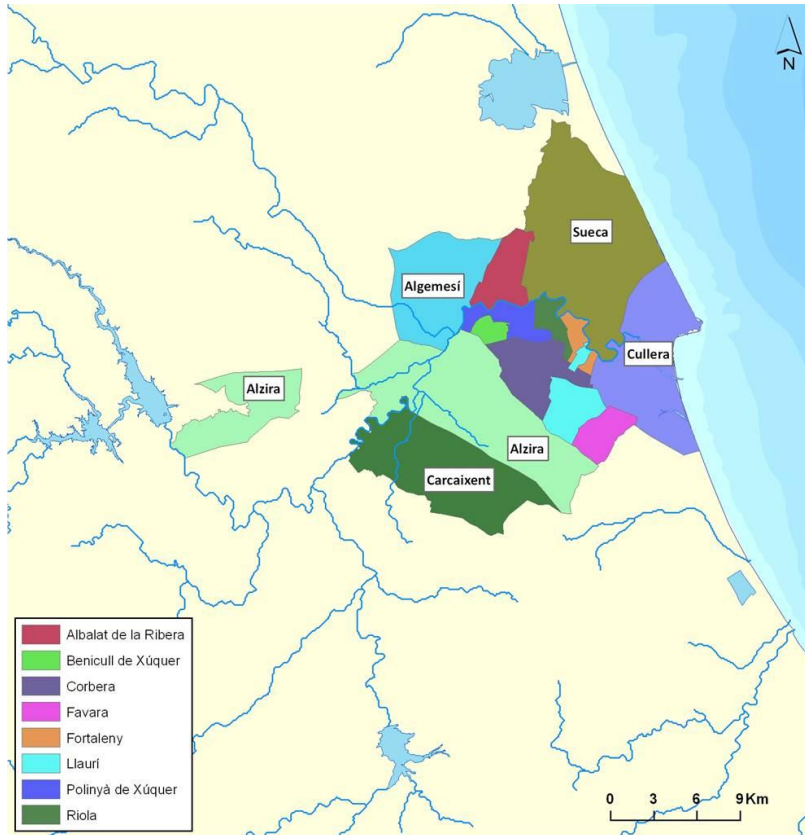 N
Sueca
Algemesí
Cullera
Alzira
Alzira
Carcaixent
Albalat de la Ribera
Benicull de Xúquer
Corbera
Favara
Fortaleny
Llaurí
Polinyà de Xúquer
Riola
0 3 6 9 Km